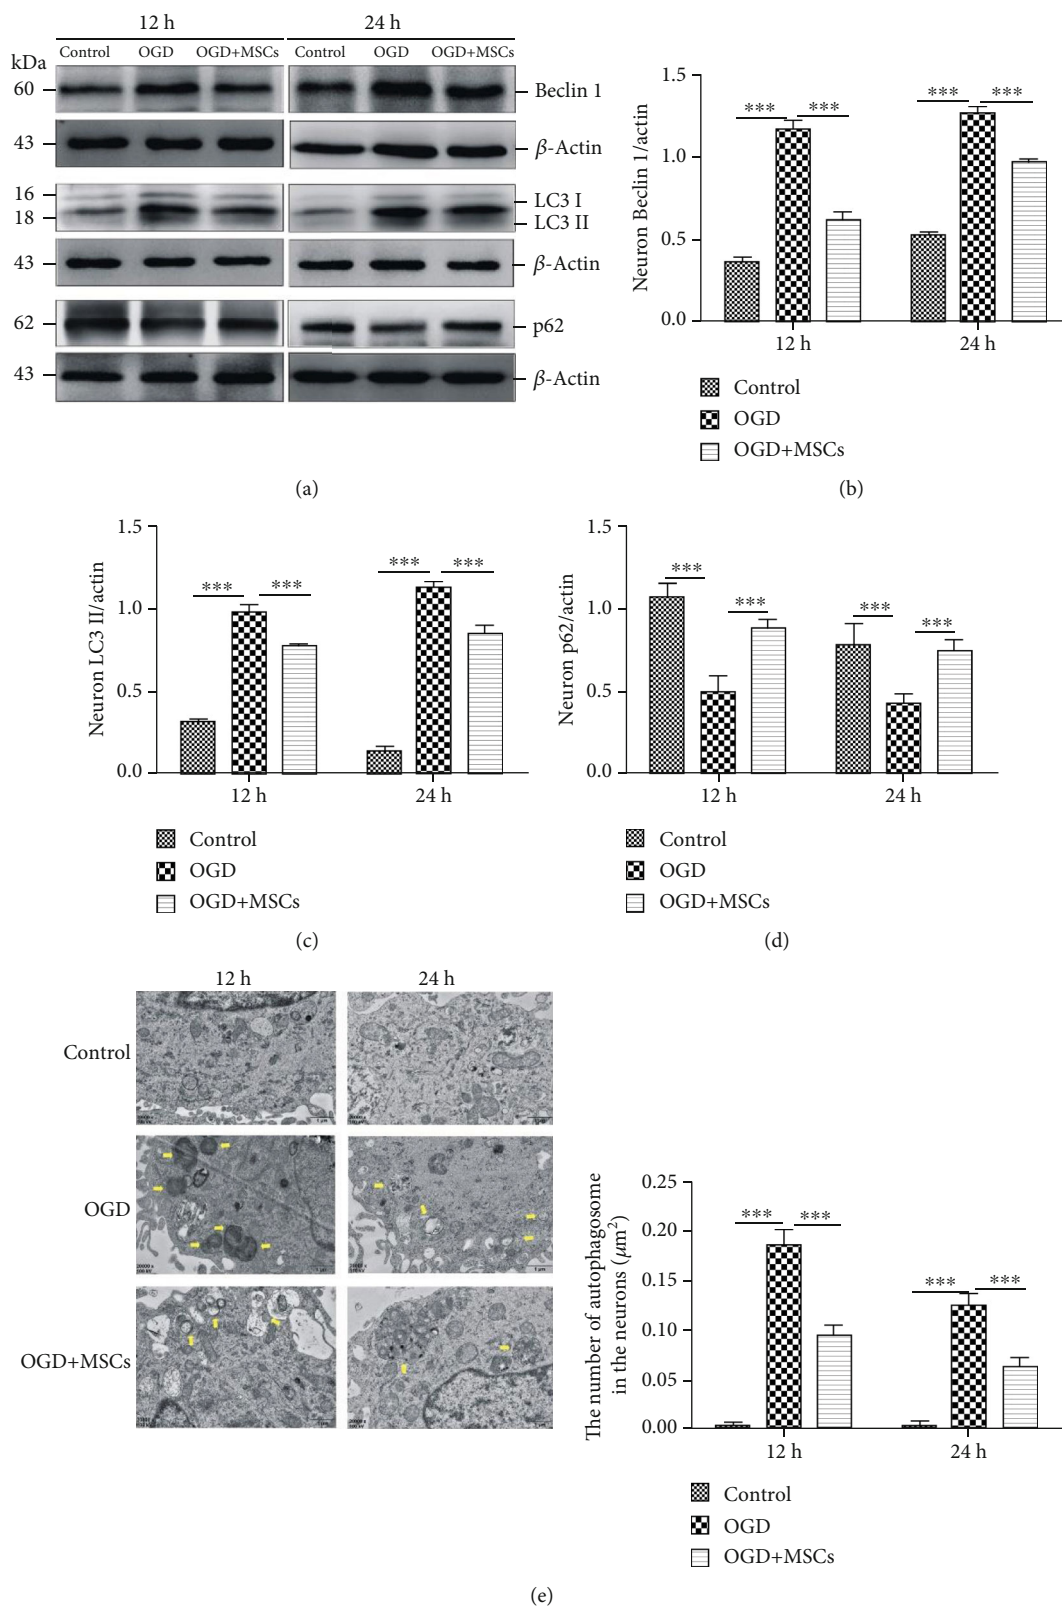 12 h 24 h
Control OGD OGD+MSCs Control OGD OGD+MSCs
kDa
60 Beclin 1
43 β-Actin
16 LC3 I
18 LC3 II
43 β-Actin
62 p62
43 β-Actin
(a)
Neuron Beclin 1/actin
1.5
1.0
0.5
0.0
*** *** *** ***
12 h 24 h
Control
OGD
OGD+MSCs
(b)
Neuron LC3 II/actin
1.5
1.0
0.5
0.0
*** *** *** ***
12 h 24 h
Control
OGD
OGD+MSCs
(c)
Neuron p62/actin
1.5
1.0
0.5
0.0
*** *** *** ***
12 h 24 h
Control
OGD
OGD+MSCs
(d)
12 h 24 h
Control
OGD
OGD+MSCs
The number of autophagosome
in the neurons (μm²)
0.25
0.20
0.15
0.10
0.05
0.00
*** *** *** ***
12 h 24 h
Control
OGD
OGD+MSCs
(e)